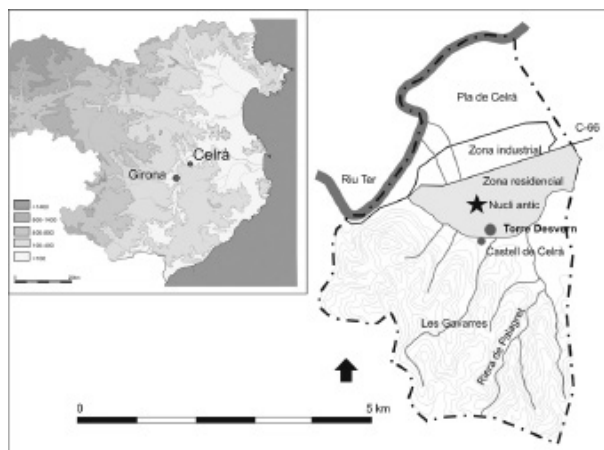 Celrà
Girona
Pla de Celrà
C-66
Zona industrial
Riu Ter
Zona residencial
Nucli antic
Torre Desvern
Castell de Celrà
Les Gavarres
Riera de Palagret
0
5 km